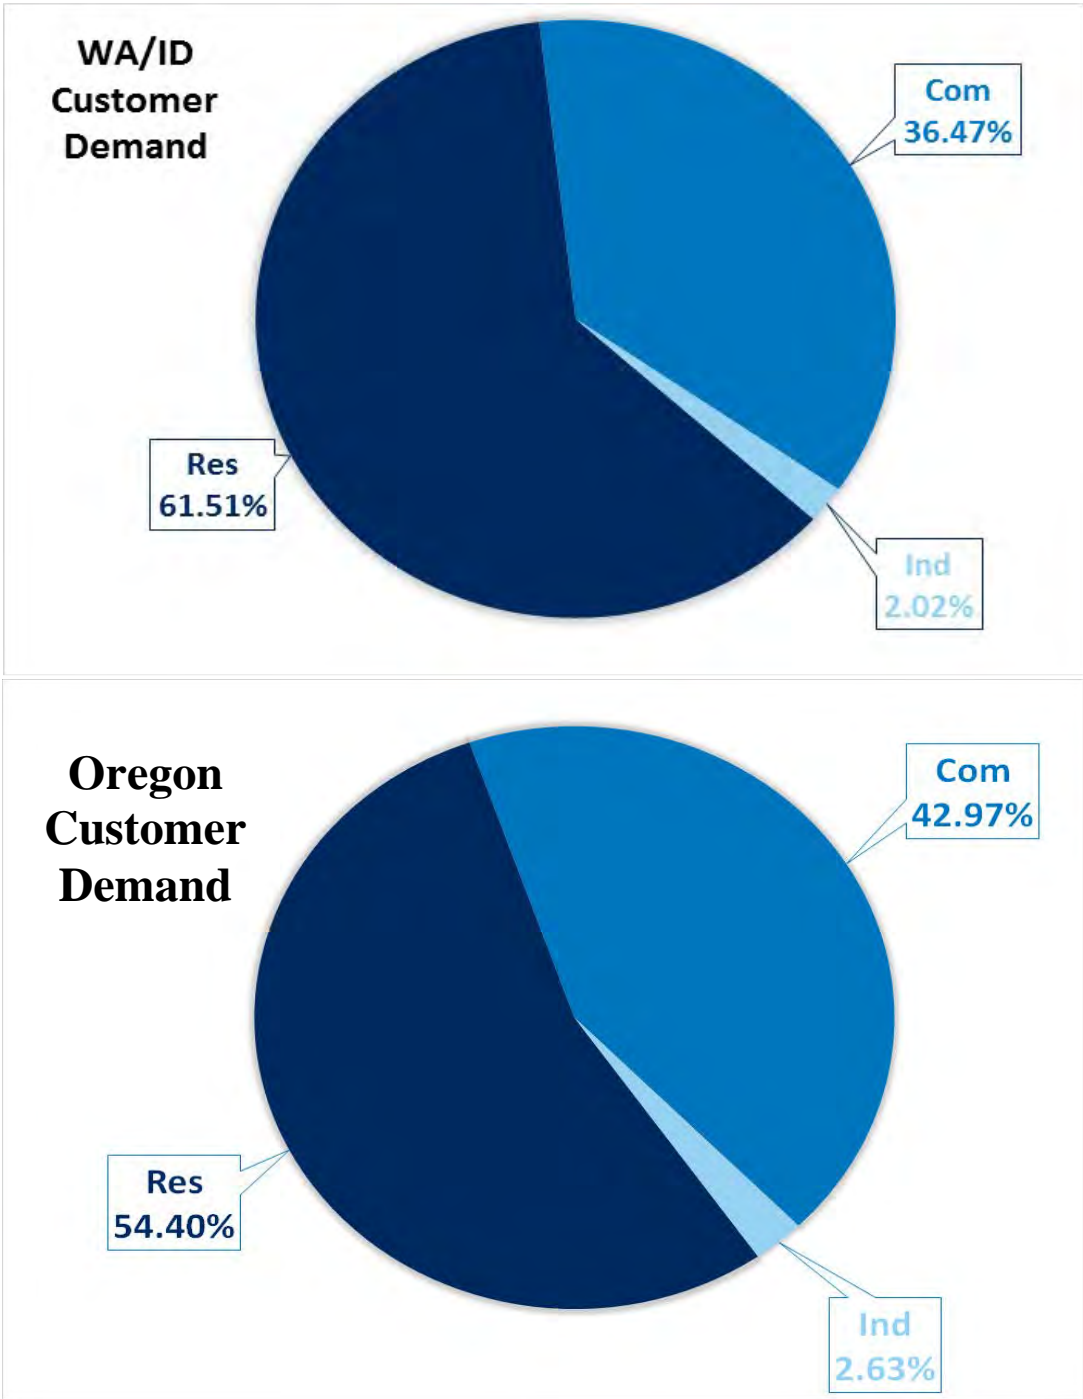 WA/ID
Customer
Demand
Com
36.47%
Res
61.51%
Ind
2.02%
Oregon
Customer
Demand
Com
42.97%
Res
54.40%
Ind
2.63%